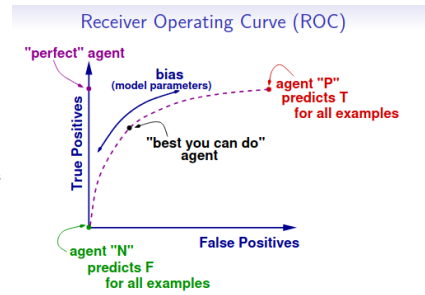 Receiver Operating Curve (ROC)
"perfect" agent
bias
(model parameters)
agent "P"
predicts T
for all examples
"best you can do"
agent
True Positives
False Positives
agent "N"
predicts F
for all examples